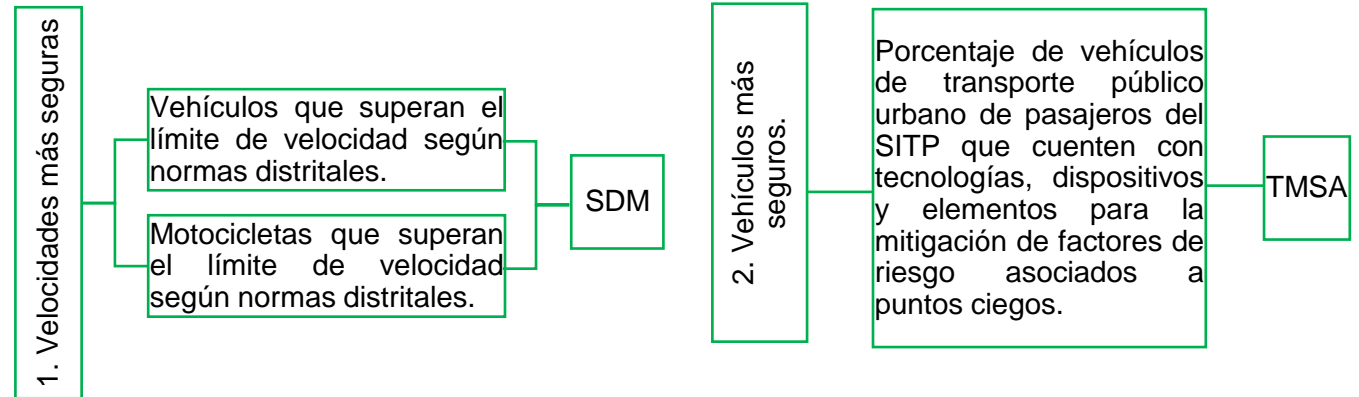 1. Velocidades más seguras
Vehículos que superan el
límite de velocidad según
normas distritales.
Motocicletas que superan
el límite de velocidad
según normas distritales.
SDM
2. Vehículos más
seguros.
Porcentaje de vehículos
de transporte público
urbano de pasajeros del
SITP que cuenten con
tecnologías, dispositivos
y elementos para la
mitigación de factores de
riesgo asociados a
puntos ciegos.
TMSA